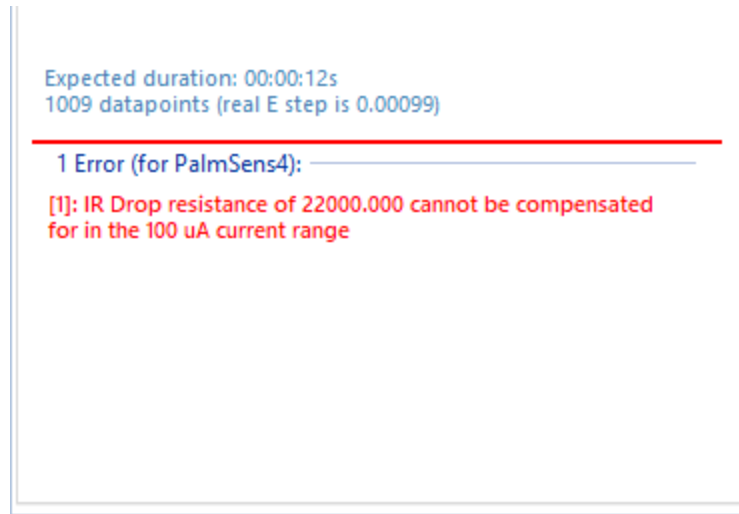 Expected duration: 00:00:12s
1009 datapoints (real E step is 0.00099)
1 Error (for PalmSens4):
[1]: IR Drop resistance of 22000.000 cannot be compensated
for in the 100 uA current range